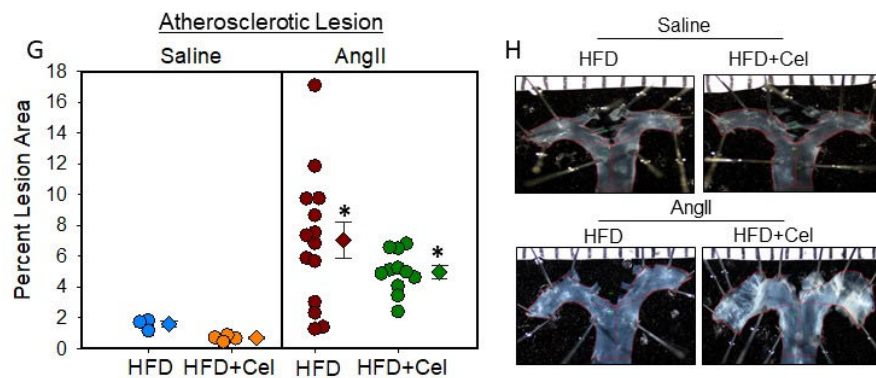 Atherosclerotic Lesion
G
Saline
AngII
Percent Lesion Area
18
16
14
12
10
8
6
4
2
0
*
*
HFD
HFD+Cel
HFD
HFD+Cel
H
Saline
HFD
HFD+Cel
AngII
HFD
HFD+Cel